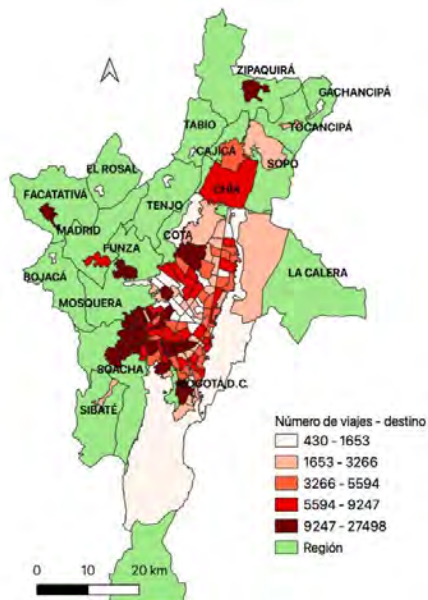 ZIPAQUIRÁ
GACHANCIPÁ
TABIO
TOCANCIPÁ
CAJICÁ
SOPÓ
EL ROSAL
CHÍA
FACATATIVÁ
TENJO
MADRID
COTA
FUNZA
BOJACÁ
LA CALERA
MOSQUERA
SOACHA
BOGOTÁ D.C.
SIBATÉ
Número de viajes - destino
430 - 1653
1653 - 3266
3266 - 5594
5594 - 9247
9247 - 27498
Región
0 10 20 km